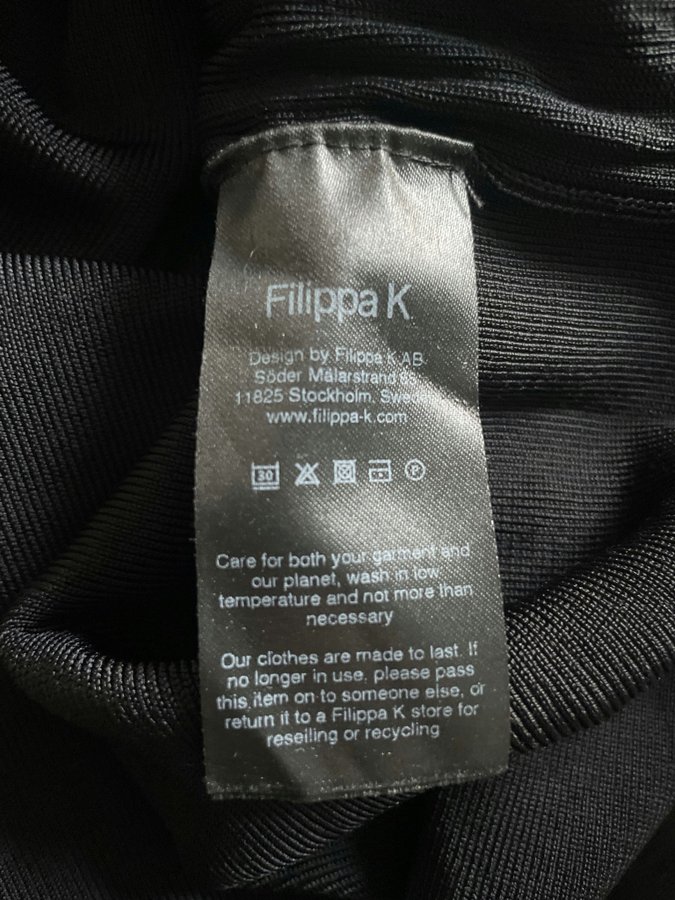 Filippa K
Design by Filippa K AB
Söder Mälarstrand
11825 Stockholm, Sweden
www.filippa-k.com
30 P
Care for both your garment and
our planet, wash in low
temperature and not more than
necessary
Our clothes are made to last. If
no longer in use, please pass
this item on to someone else, or
return it to a Filippa K store for
reselling or recycling